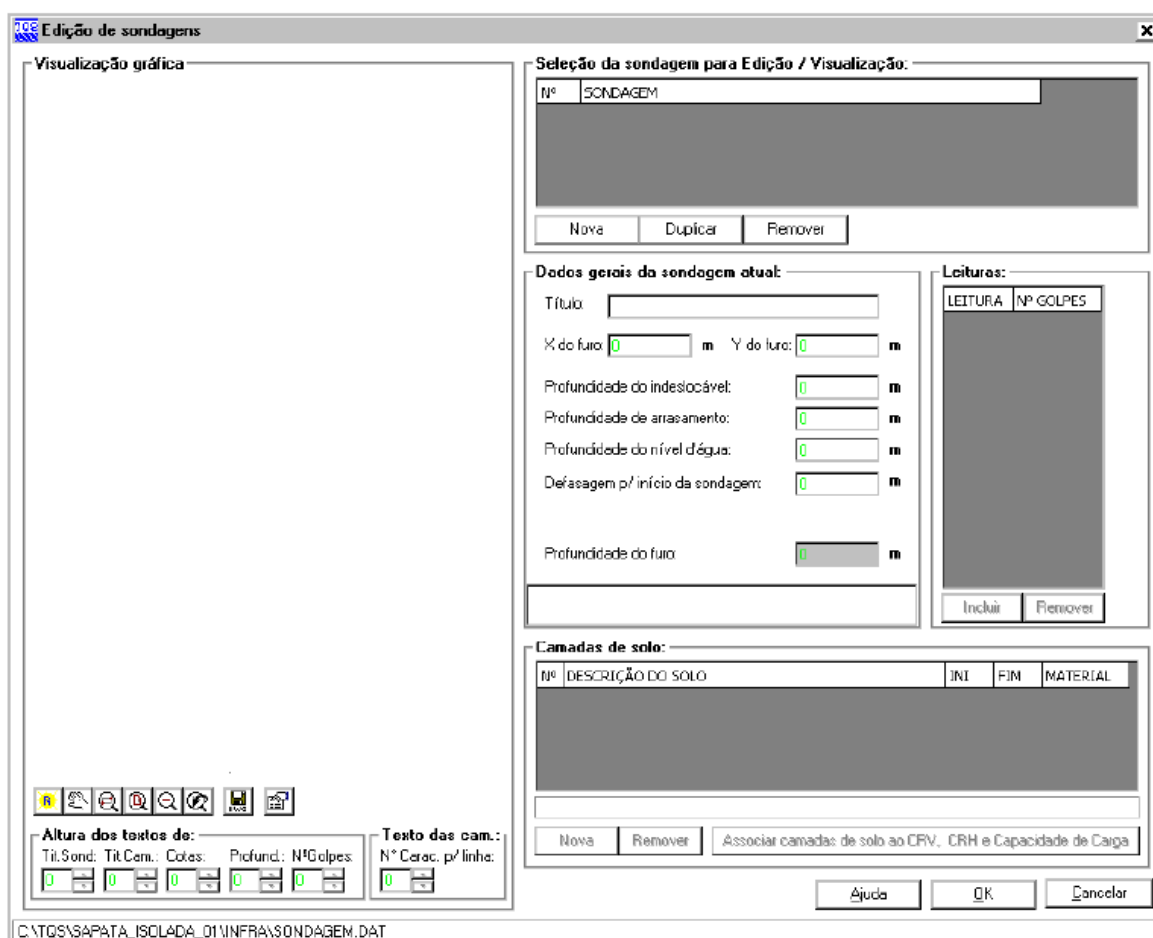 TQS Edição de sondagens
Visualização gráfica
Seleção da sondagem para Edição / Visualização:
Nº SONDAGEM
Nova Duplicar Remover
Dados gerais da sondagem atual:
Título:
X do furo: 0 m Y do furo: 0 m
Profundidade do indeslocável: 0 m
Profundidade de arrasamento: 0 m
Profundidade do nível d'água: 0 m
Defasagem p/ início da sondagem: 0 m
Profundidade do furo: 0 m
Leituras:
LEITURA Nº GOLPES
Incluir Remover
Camadas de solo:
Nº DESCRIÇÃO DO SOLO INI FIM MATERIAL
Nova Remover Associar camadas de solo ao CRV, CRH e Capacidade de Carga
R
Altura dos textos de:
Tit.Sond: Tit.Cam.: Cotas: Profund.: NºGolpes:
0 0 0 0 0
Texto das cam.:
Nº Carac. p/ linha:
0
Ajuda OK Cancelar
C:\TQS\SAPATA_ISOLADA_01\INFRA\SONDAGEM.DAT